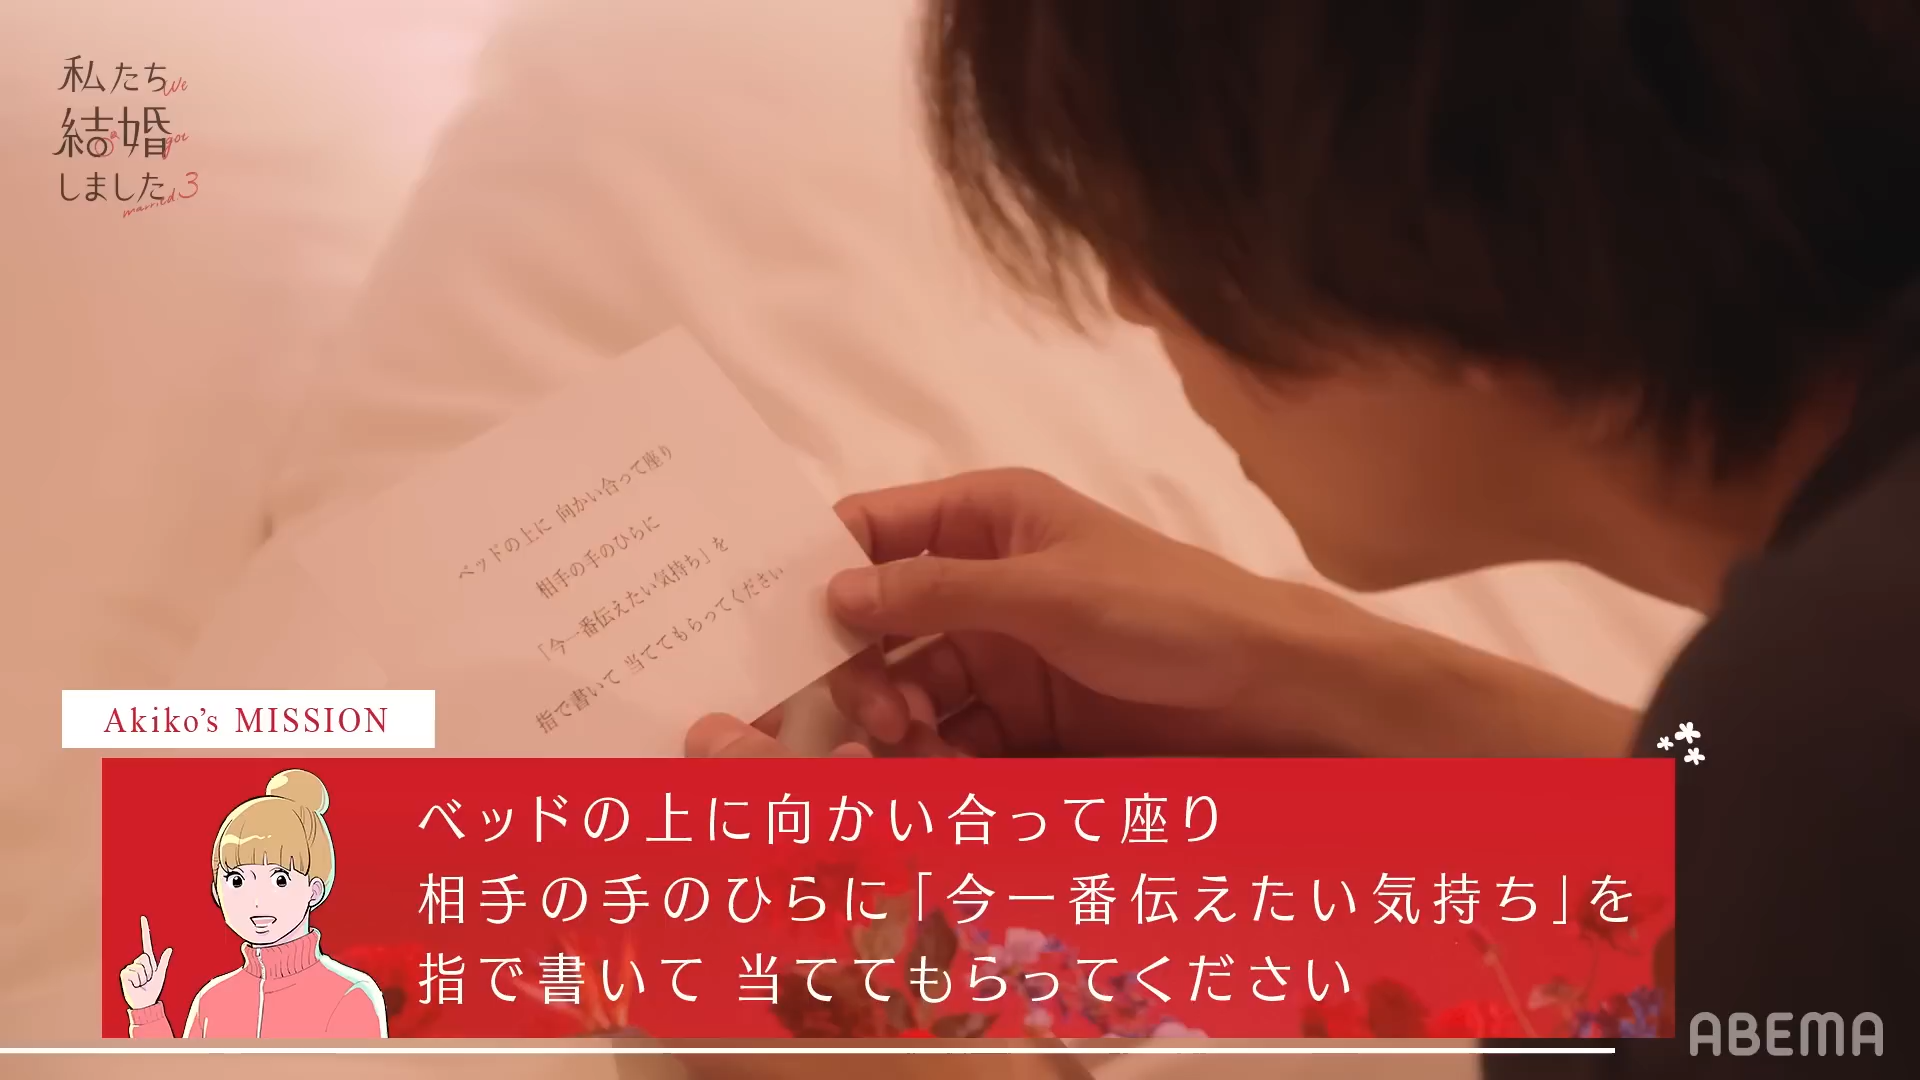 私たち
We
結婚
got
しました
married.3
ベッドの上に 向かい合って座り
相手の手のひらに
「今一番伝えたい気持ち」を
指で書いて 当ててもらってください
Akiko's MISSION
ベッドの上に向かい合って座り
相手の手のひらに「今一番伝えたい気持ち」を
指で書いて 当ててもらってください
ABEMA